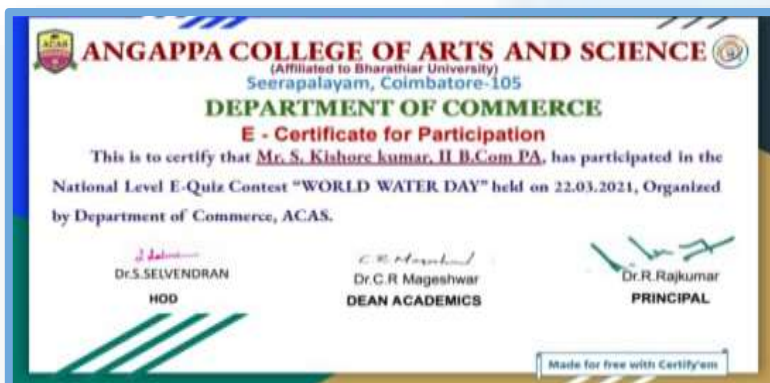 ACAS
ANGAPPA COLLEGE OF ARTS AND SCIENCE
(Affiliated to Bharathiar University)
Seerapalayam, Coimbatore-105
DEPARTMENT OF COMMERCE
E - Certificate for Participation
This is to certify that Mr. S. Kishore kumar, II B.Com PA, has participated in the
National Level E-Quiz Contest "WORLD WATER DAY" held on 22.03.2021, Organized
by Department of Commerce, ACAS.
Dr.S.SELVENDRAN
HOD
C.R. Mageshwar
Dr.C.R Mageshwar
DEAN ACADEMICS
Dr.R.Rajkumar
PRINCIPAL
Made for free with Certify'em